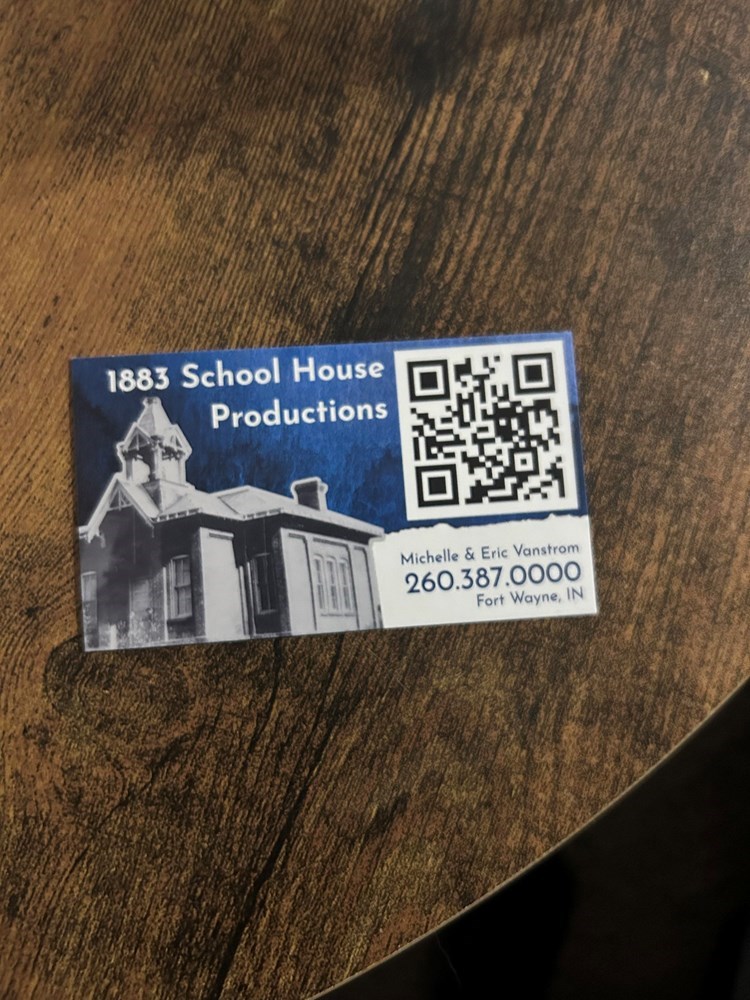 1883 School House
Productions
Michelle & Eric Vanstrom
260.387.0000
Fort Wayne, IN